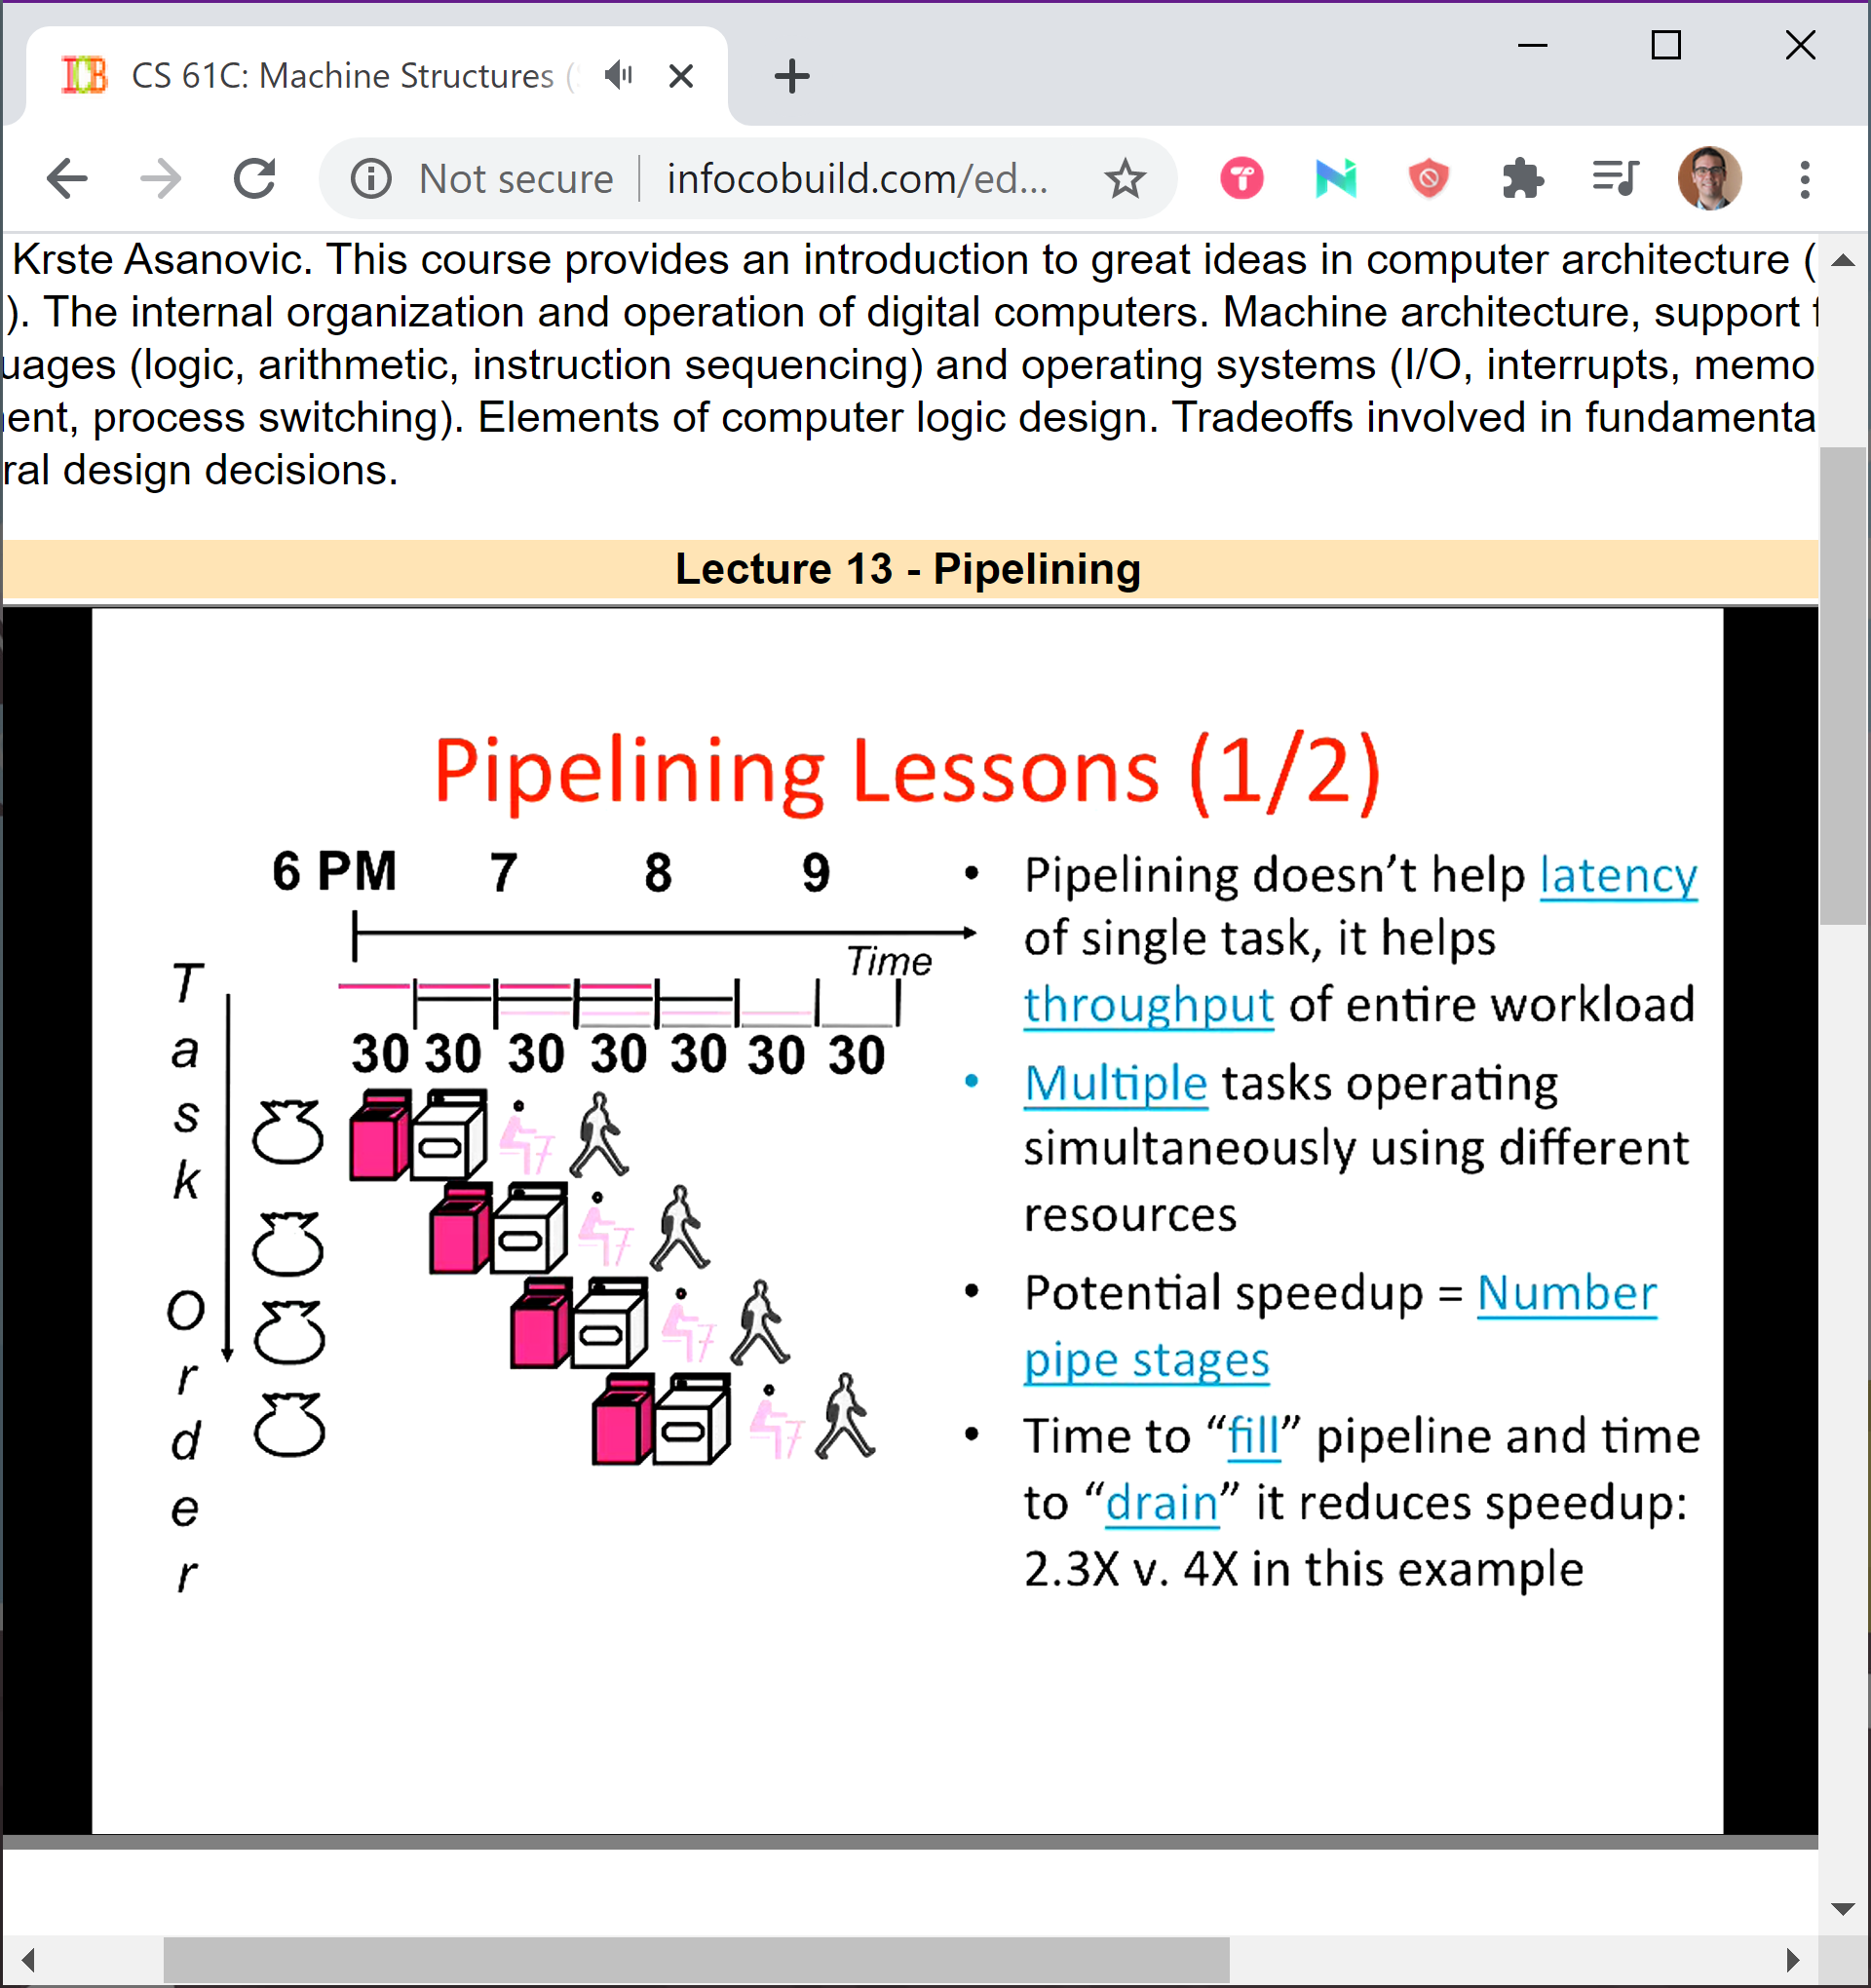 ICB
CS 61C: Machine Structures (
Not secure
infocobuild.com/ed...
Krste Asanovic. This course provides an introduction to great ideas in computer architecture (
). The internal organization and operation of digital computers. Machine architecture, support f
uages (logic, arithmetic, instruction sequencing) and operating systems (I/O, interrupts, memo
ent, process switching). Elements of computer logic design. Tradeoffs involved in fundamenta
ral design decisions.
Lecture 13 - Pipelining
Pipelining Lessons (1/2)
6 PM 7 8 9
Time
30 30 30 30 30 30 30
Task Order
• Pipelining doesn’t help latency
of single task, it helps
throughput of entire workload
• Multiple tasks operating
simultaneously using different
resources
• Potential speedup = Number
pipe stages
• Time to “fill” pipeline and time
to “drain” it reduces speedup:
2.3X v. 4X in this example